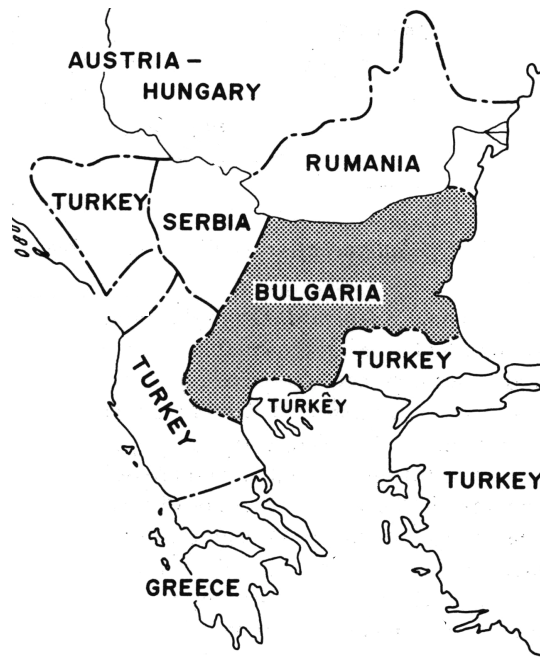 AUSTRIA –
HUNGARY
RUMANIA
TURKEY
SERBIA
BULGARIA
TURKEY
TURKEY
TURKEY
TURKEY
GREECE